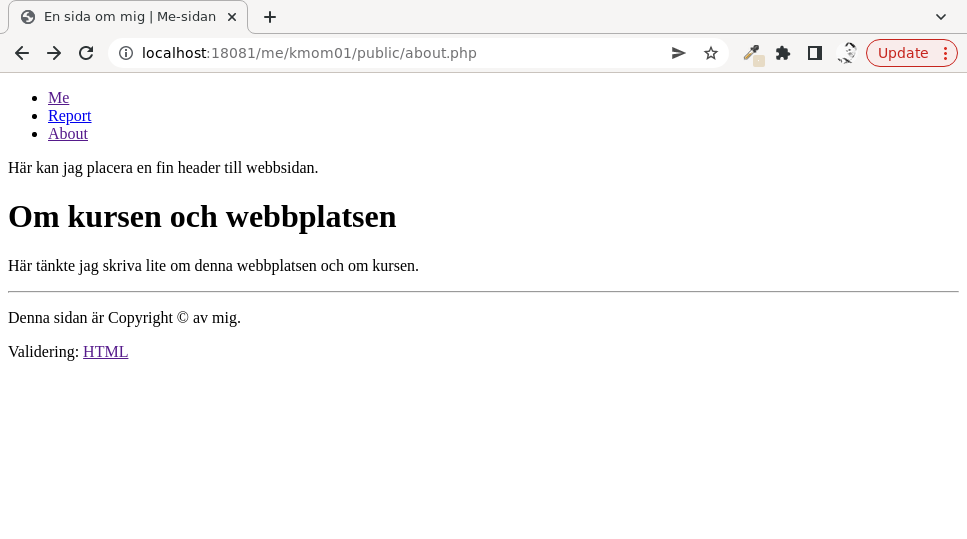 En sida om mig | Me-sidan
localhost:18081/me/kmom01/public/about.php
Update
Me
Report
About
Här kan jag placera en fin header till webbsidan.
Om kursen och webbplatsen
Här tänkte jag skriva lite om denna webbplatsen och om kursen.
Denna sidan är Copyright © av mig.
Validering: HTML